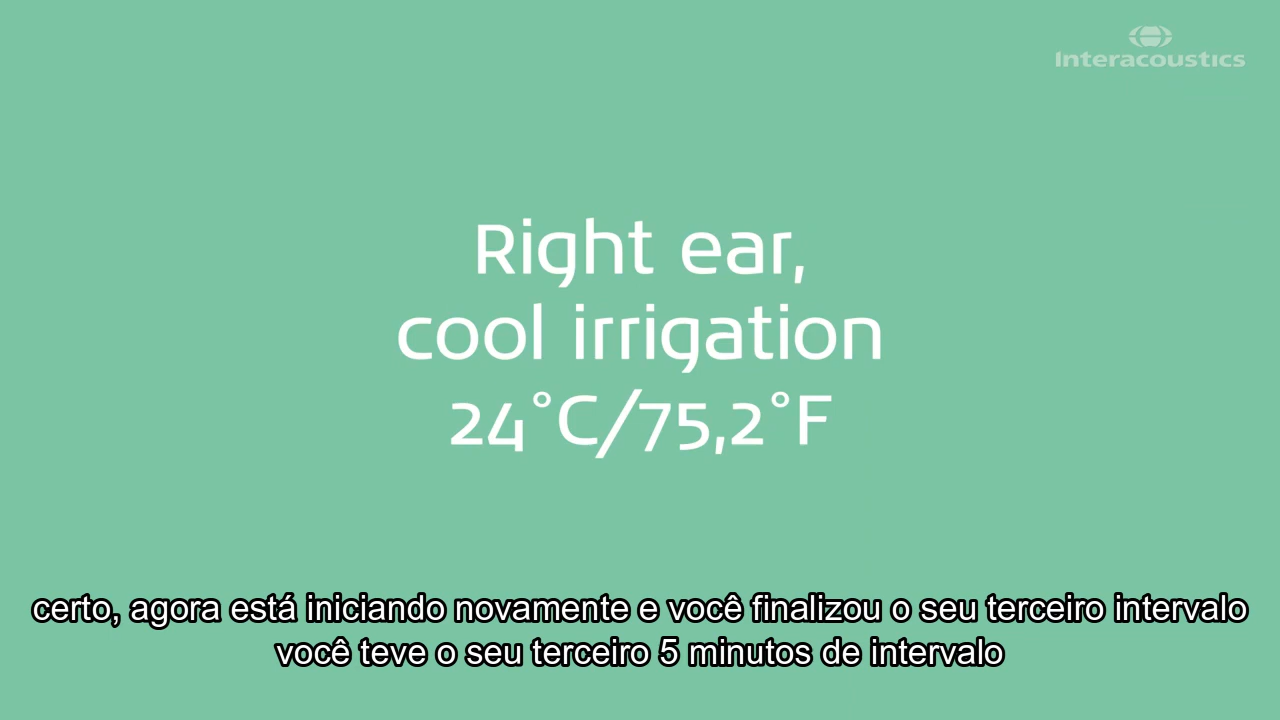 Interacoustics
Right ear,
cool irrigation
24°C/75,2°F
certo, agora está iniciando novamente e você finalizou o seu terceiro intervalo
você teve o seu terceiro 5 minutos de intervalo